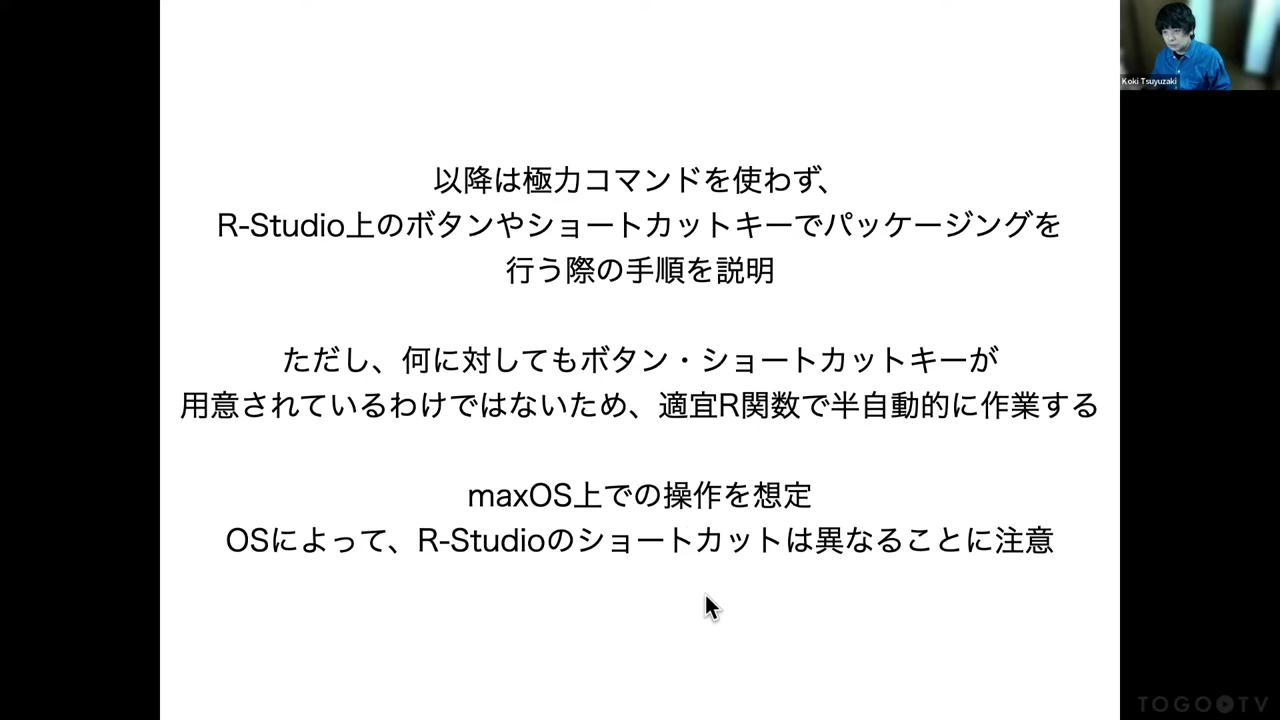 以降は極力コマンドを使わず、
R-Studio上のボタンやショートカットキーでパッケージングを
行う際の手順を説明
ただし、何に対してもボタン・ショートカットキーが
用意されているわけではないため、適宜R関数で半自動的に作業する
maxOS上での操作を想定
OSによって、R-Studioのショートカットは異なることに注意
Koki Tsuyuzaki
TOGOTV